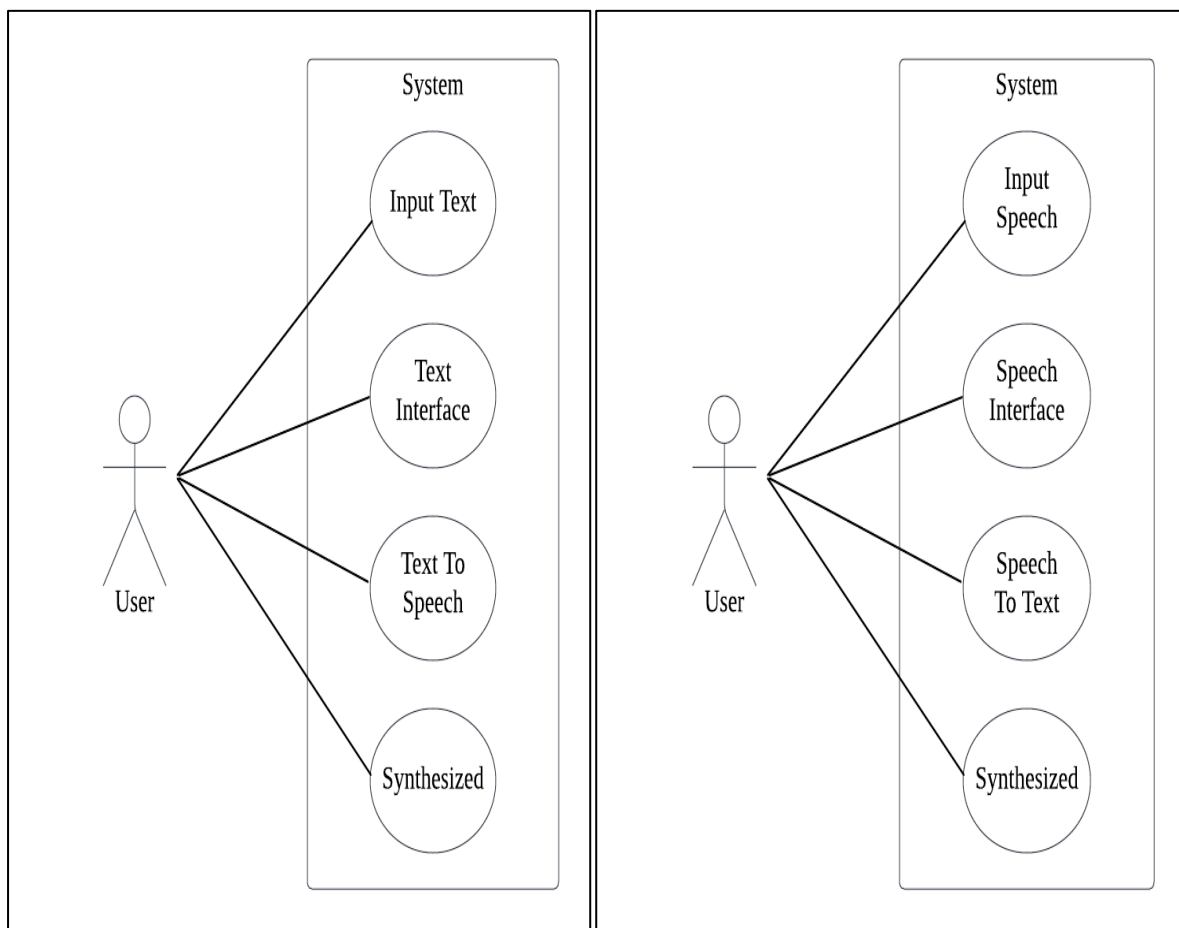 System
Input Text
Text
Interface
Text To
Speech
Synthesized
User
System
Input
Speech
Speech
Interface
Speech
To Text
Synthesized
User